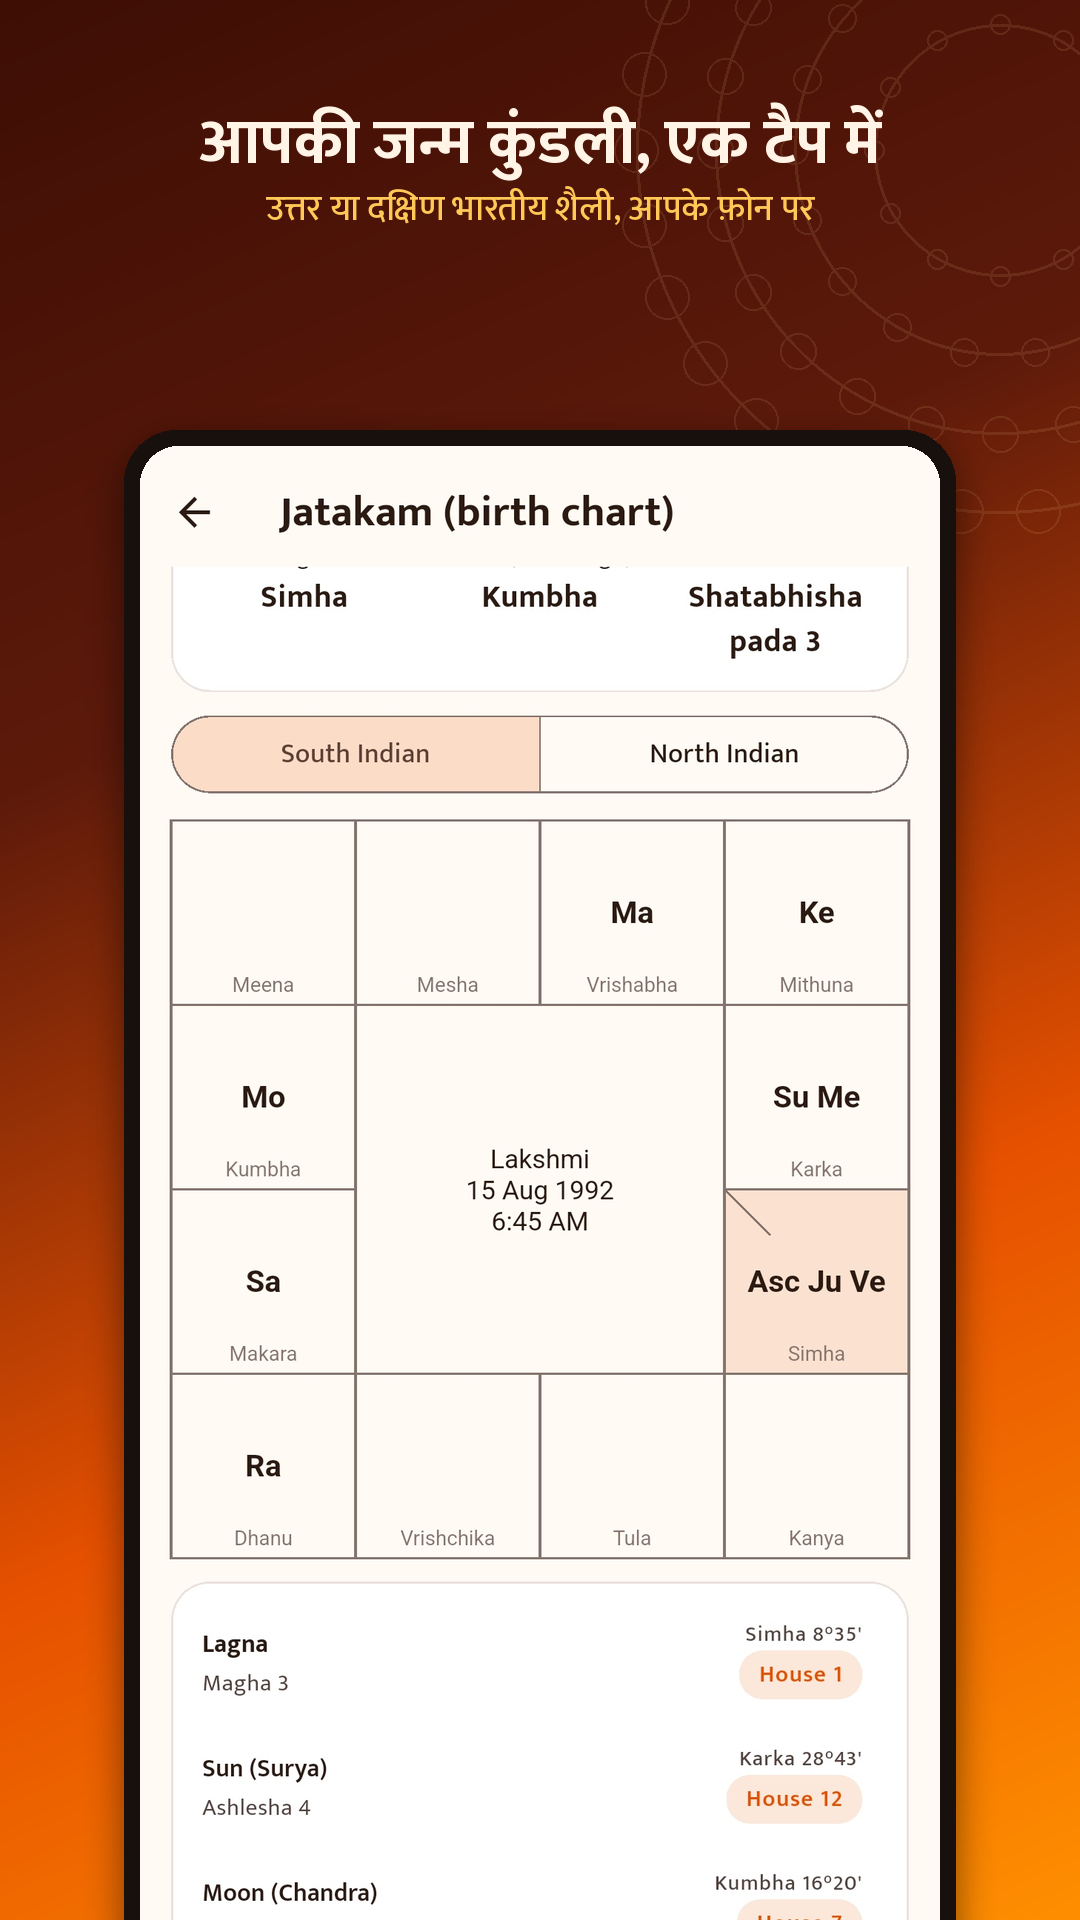 आपकी जन्म कुंडली, एक टैप में
उत्तर या दक्षिण भारतीय शैली, आपके फ़ोन पर
Jatakam (birth chart)
Simha Kumbha Shatabhisha
pada 3
South Indian North Indian
Ma Ke
Meena Mesha Vrishabha Mithuna
Mo Su Me
Kumbha Karka
Lakshmi
15 Aug 1992
6:45 AM
Sa Asc Ju Ve
Makara Simha
Ra
Dhanu Vrishchika Tula Kanya
Lagna Simha 8°35'
Magha 3 House 1
Sun (Surya) Karka 28°43'
Ashlesha 4 House 12
Moon (Chandra) Kumbha 16°20'
House 7